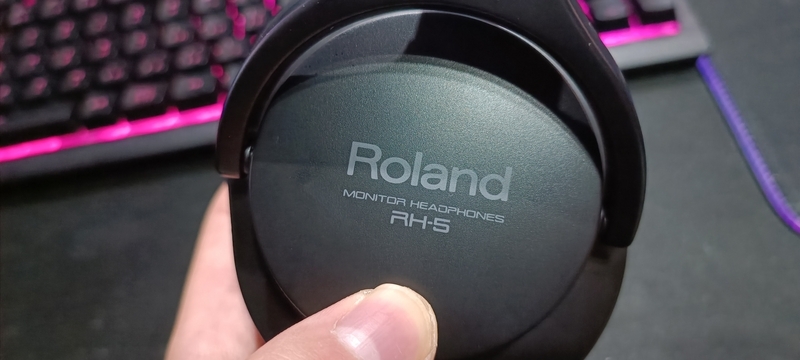 Roland
MONITOR HEADPHONES
RH-5